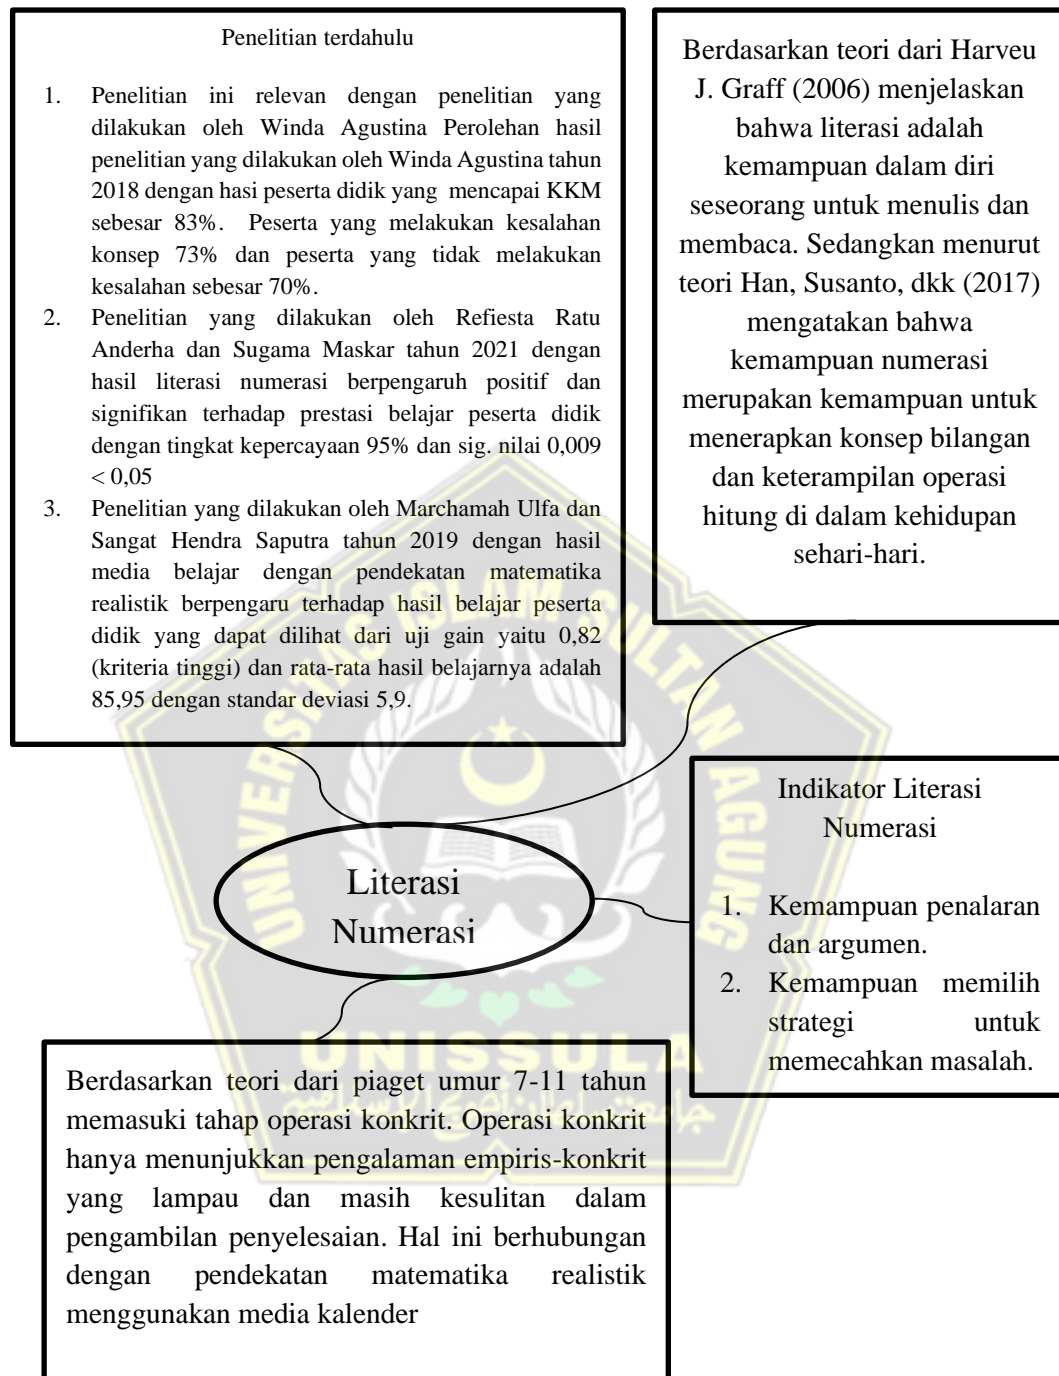 Penelitian terdahulu
1. Penelitian ini relevan dengan penelitian yang
dilakukan oleh Winda Agustina Perolehan hasil
penelitian yang dilakukan oleh Winda Agustina tahun
2018 dengan hasi peserta didik yang mencapai KKM
sebesar 83%. Peserta yang melakukan kesalahan
konsep 73% dan peserta yang tidak melakukan
kesalahan sebesar 70%.
2. Penelitian yang dilakukan oleh Refiesta Ratu
Anderha dan Sugama Maskar tahun 2021 dengan
hasil literasi numerasi berpengaruh positif dan
signifikan terhadap prestasi belajar peserta didik
dengan tingkat kepercayaan 95% dan sig. nilai 0,009
< 0,05
3. Penelitian yang dilakukan oleh Marchamah Ulfa dan
Sangat Hendra Saputra tahun 2019 dengan hasil
media belajar dengan pendekatan matematika
realistik berpengaru terhadap hasil belajar peserta
didik yang dapat dilihat dari uji gain yaitu 0,82
(kriteria tinggi) dan rata-rata hasil belajarnya adalah
85,95 dengan standar deviasi 5,9.
Berdasarkan teori dari Harveu
J. Graff (2006) menjelaskan
bahwa literasi adalah
kemampuan dalam diri
seseorang untuk menulis dan
membaca. Sedangkan menurut
teori Han, Susanto, dkk (2017)
mengatakan bahwa
kemampuan numerasi
merupakan kemampuan untuk
menerapkan konsep bilangan
dan keterampilan operasi
hitung di dalam kehidupan
sehari-hari.
Literasi
Numerasi
Indikator Literasi
Numerasi
1. Kemampuan penalaran
dan argumen.
2. Kemampuan memilih
strategi untuk
memecahkan masalah.
Berdasarkan teori dari piaget umur 7-11 tahun
memasuki tahap operasi konkrit. Operasi konkrit
hanya menunjukkan pengalaman empiris-konkrit
yang lampau dan masih kesulitan dalam
pengambilan penyelesaian. Hal ini berhubungan
dengan pendekatan matematika realistik
menggunakan media kalender
UNIVERSITAS ISLAM SULTAN AGUNG
UNISSULA